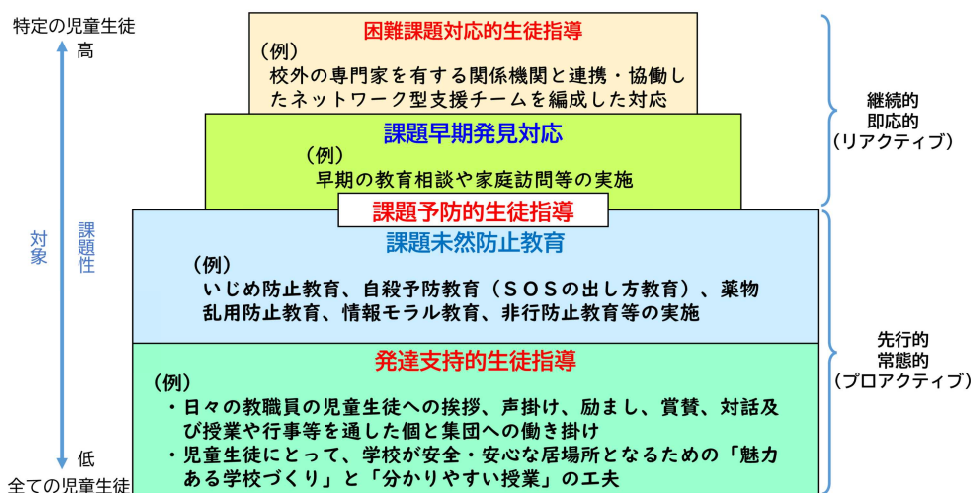 特定の児童生徒
高
困難課題対応的生徒指導
（例）
校外の専門家を有する関係機関と連携・協働し
たネットワーク型支援チームを編成した対応
継続的
即応的
（リアクティブ）
課題早期発見対応
（例）
早期の教育相談や家庭訪問等の実施
課題予防的生徒指導
課題未然防止教育
（例）
いじめ防止教育、自殺予防教育（ＳＯＳの出し方教育）、薬物
乱用防止教育、情報モラル教育、非行防止教育等の実施
対象
課題性
発達支持的生徒指導
（例）
・日々の教職員の児童生徒への挨拶、声掛け、励まし、賞賛、対話及
び授業や行事等を通した個と集団への働き掛け
・児童生徒にとって、学校が安全・安心な居場所となるための「魅力
ある学校づくり」と「分かりやすい授業」の工夫
先行的
常態的
（プロアクティブ）
低
全ての児童生徒